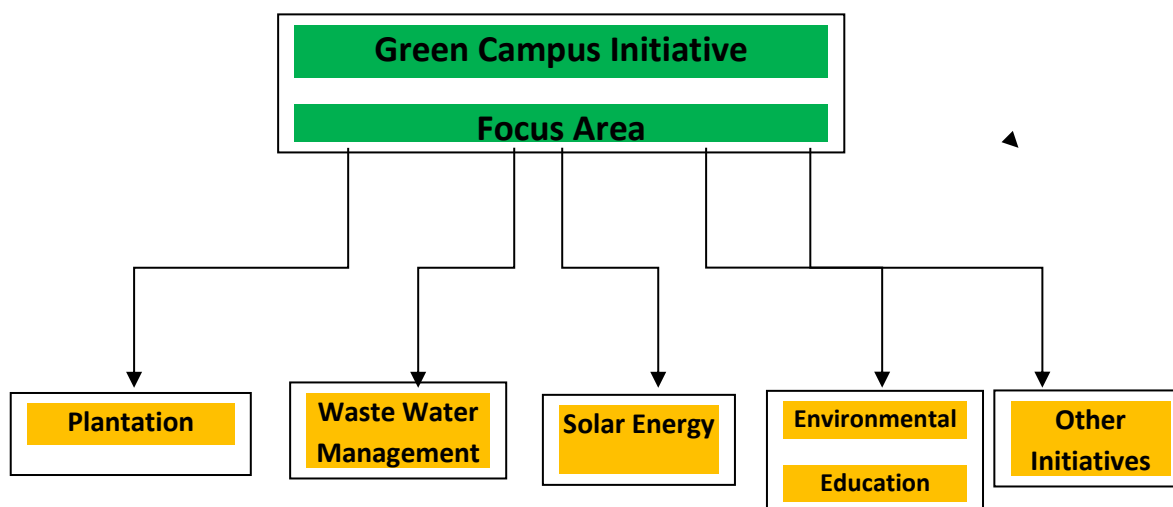 Green Campus Initiative
Focus Area
Plantation
Waste Water
Management
Solar Energy
Environmental
Education
Other
Initiatives